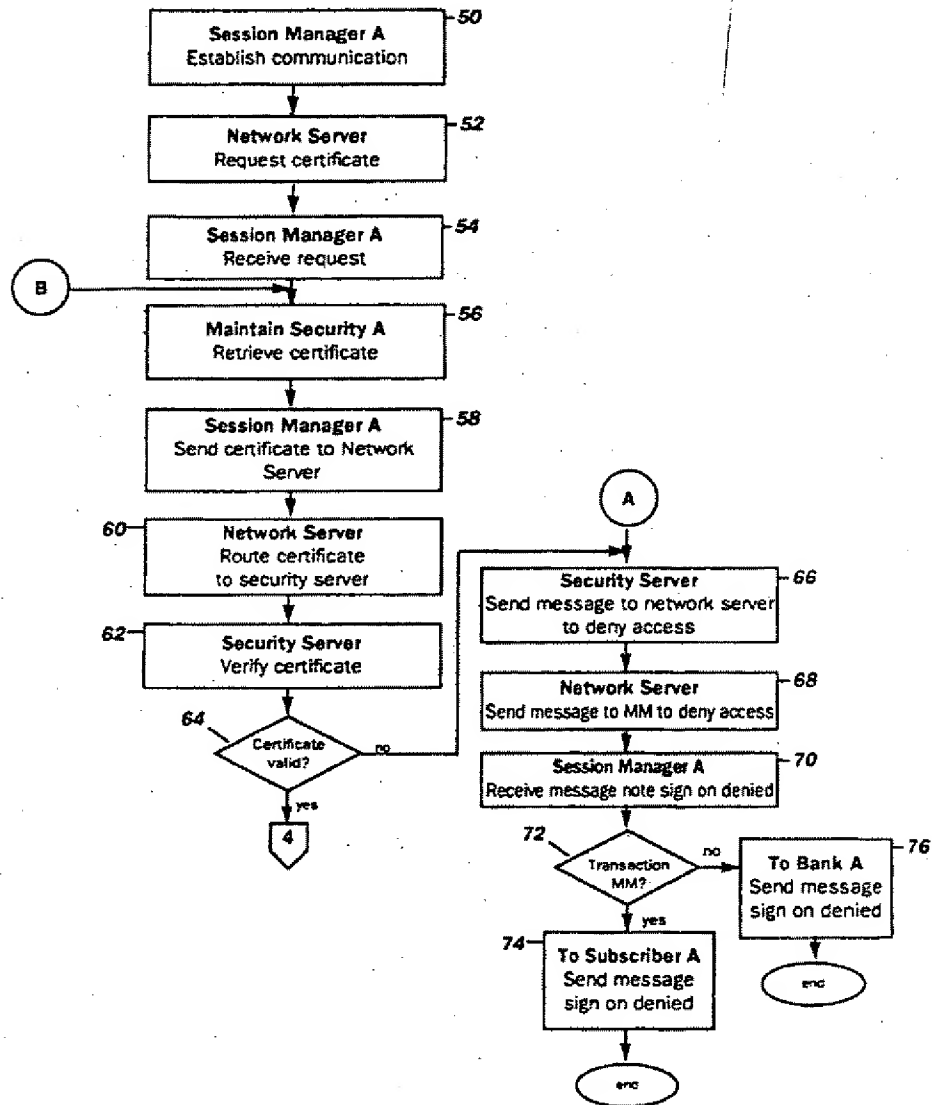 50
Session Manager A
Establish communication
52
Network Server
Request certificate
54
Session Manager A
Receive request
B
56
Maintain Security A
Retrieve certificate
58
Session Manager A
Send certificate to Network
Server
60
Network Server
Route certificate
to security server
62
Security Server
Verify certificate
64
Certificate
valid?
no
yes
4
A
66
Security Server
Send message to network server
to deny access
68
Network Server
Send message to MM to deny access
70
Session Manager A
Receive message note sign on denied
72
Transaction
MM?
no
yes
76
To Bank A
Send message
sign on denied
end
74
To Subscriber A
Send message
sign on denied
end